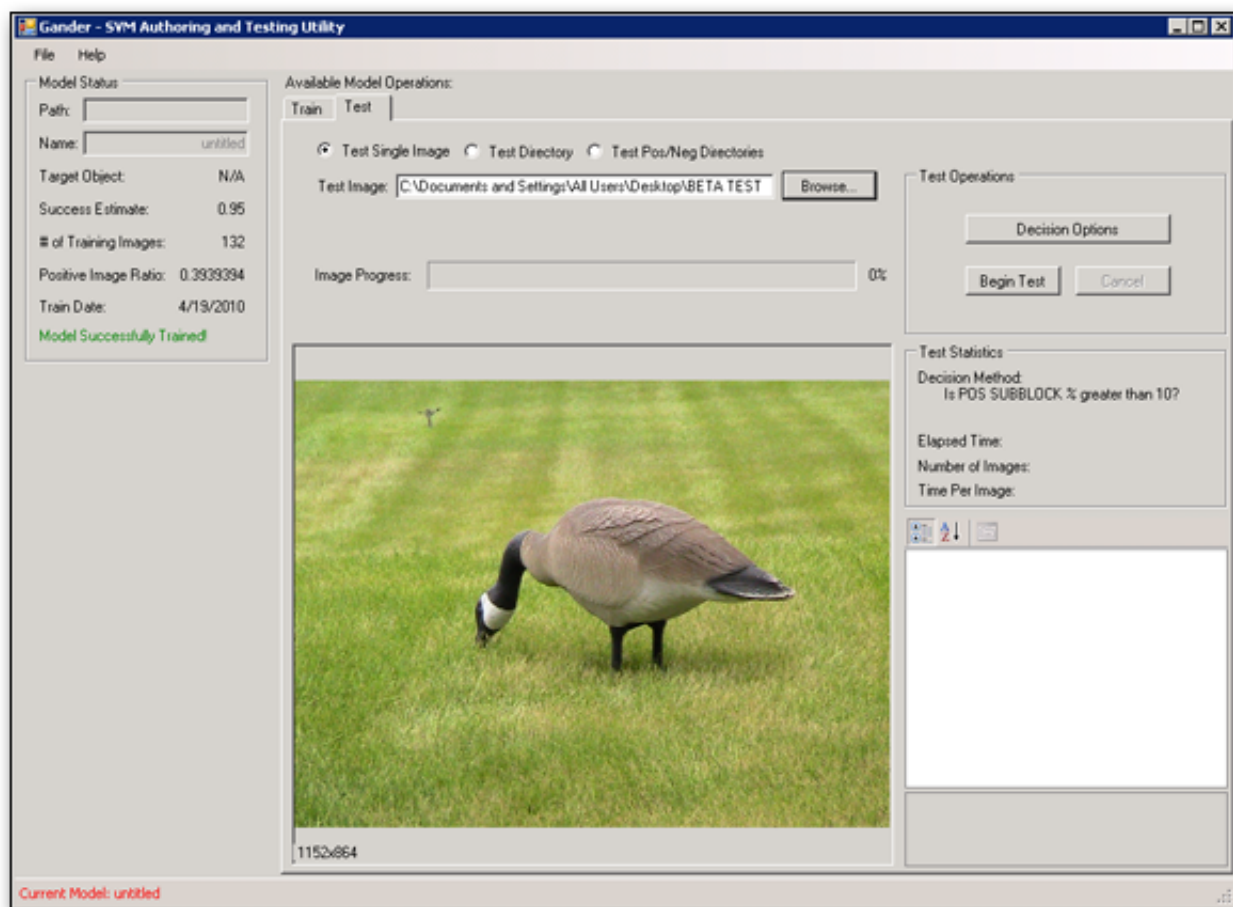 Gander - SVM Authoring and Testing Utility
File Help
Model Status
Path:
Name: untitled
Target Object: N/A
Success Estimate: 0.95
# of Training Images: 132
Positive Image Ratio: 0.3939394
Train Date: 4/19/2010
Model Successfully Trained!
Available Model Operations:
Train Test
Test Single Image Test Directory Test Pos/Neg Directories
Test Image: C:\Documents and Settings\All Users\Desktop\BETA TEST Browse...
Image Progress: 0%
Test Operations
Decision Options
Begin Test Cancel
Test Statistics
Decision Method:
Is POS SUBBLOCK % greater than 10?
Elapsed Time:
Number of Images:
Time Per Image:
1152x864
Current Model: untitled